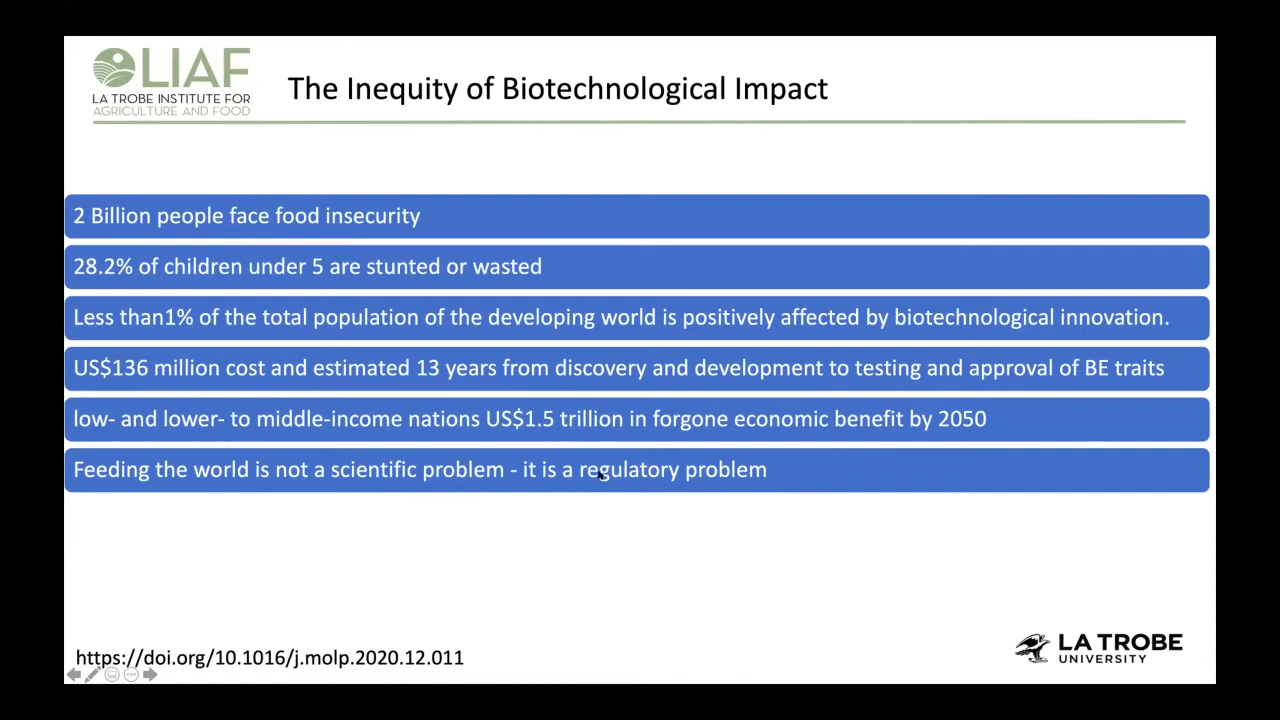 LIAF
LA TROBE INSTITUTE FOR
AGRICULTURE AND FOOD
The Inequity of Biotechnological Impact
2 Billion people face food insecurity
28.2% of children under 5 are stunted or wasted
Less than1% of the total population of the developing world is positively affected by biotechnological innovation.
US$136 million cost and estimated 13 years from discovery and development to testing and approval of BE traits
low- and lower- to middle-income nations US$1.5 trillion in forgone economic benefit by 2050
Feeding the world is not a scientific problem - it is a regulatory problem
https://doi.org/10.1016/j.molp.2020.12.011
LA TROBE
UNIVERSITY